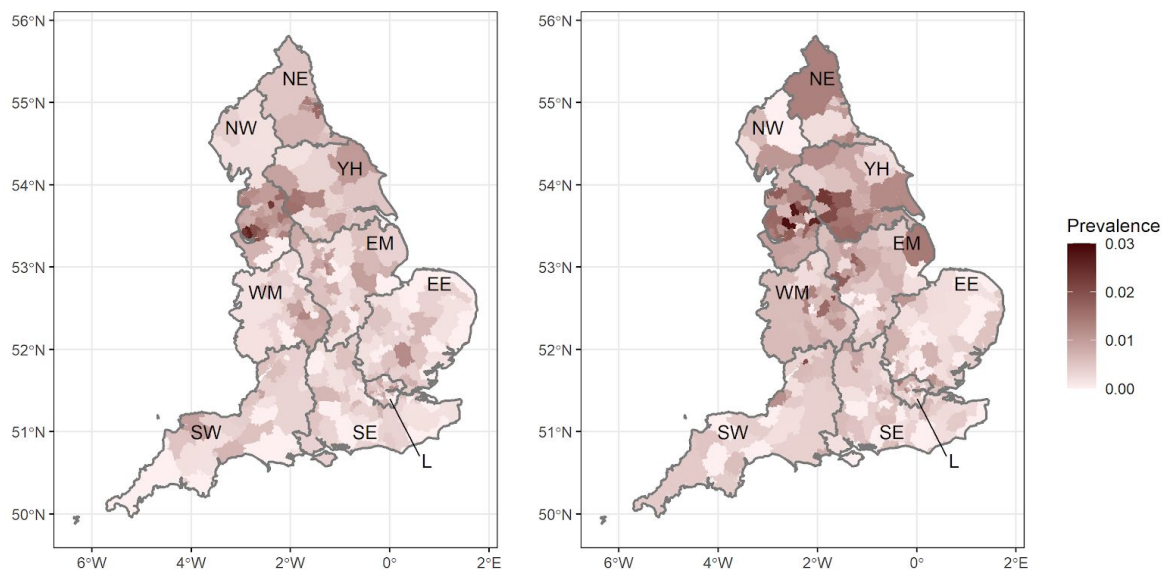 56°N
55°N
54°N
53°N
52°N
51°N
50°N
6°W
4°W
2°W
0°
2°E
NE
NW
YH
EM
WM
EE
SW
SE
L
56°N
55°N
54°N
53°N
52°N
51°N
50°N
6°W
4°W
2°W
0°
2°E
NE
NW
YH
EM
WM
EE
SW
SE
L
Prevalence
0.03
0.02
0.01
0.00